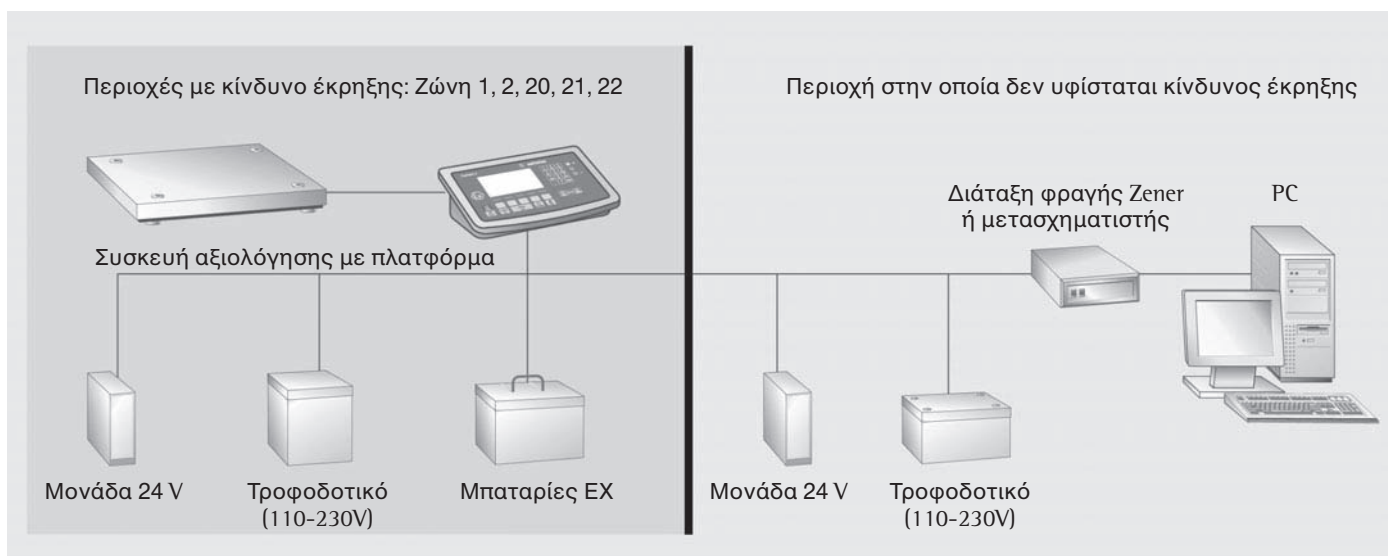 Περιοχές με κίνδυνο έκρηξης: Ζώνη 1, 2, 20, 21, 22
Περιοχή στην οποία δεν υφίσταται κίνδυνος έκρηξης
Διάταξη φραγής Zener
ή μετασχηματιστής
PC
Συσκευή αξιολόγησης με πλατφόρμα
Μονάδα 24 V
Τροφοδοτικό
(110-230V)
Μπαταρίες EX
Μονάδα 24 V
Τροφοδοτικό
(110-230V)